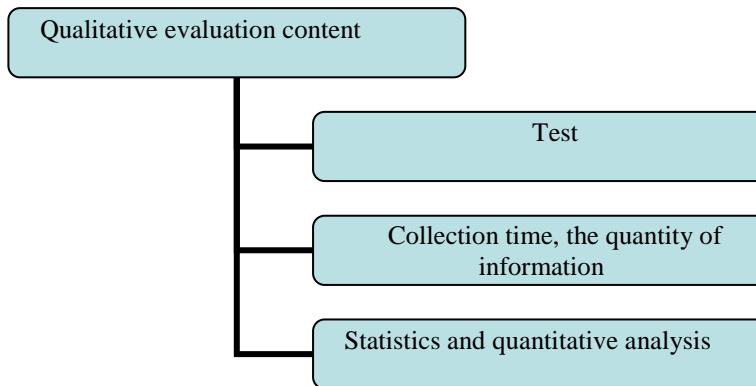 Qualitative evaluation content
Test
Collection time, the quantity of
information
Statistics and quantitative analysis